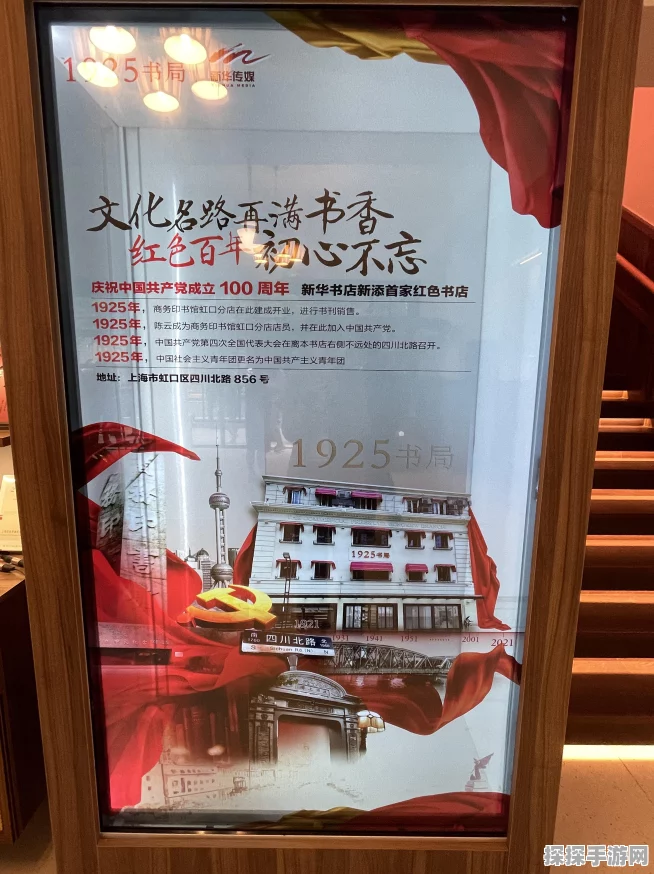 1925书局
新华传媒
XINHUA MEDIA
文化名路再满书香
红色百年 初心不忘
庆祝中国共产党成立 100 周年 新华书店新添首家红色书店
1925年，商务印书馆虹口分店在此建成开业，进行书刊销售。
1925年，陈云成为商务印书馆虹口分店店员，并在此加入中国共产党。
1925年，中国共产党第四次全国代表大会在离本书店右侧不远处的四川北路召开。
1925年，中国社会主义青年团更名为中国共产主义青年团
地址：上海市虹口区四川北路 856 号
1925书局
1925书局
1921
1931 1941 1951 2001 2021
南 四川北路 北
探探手游网